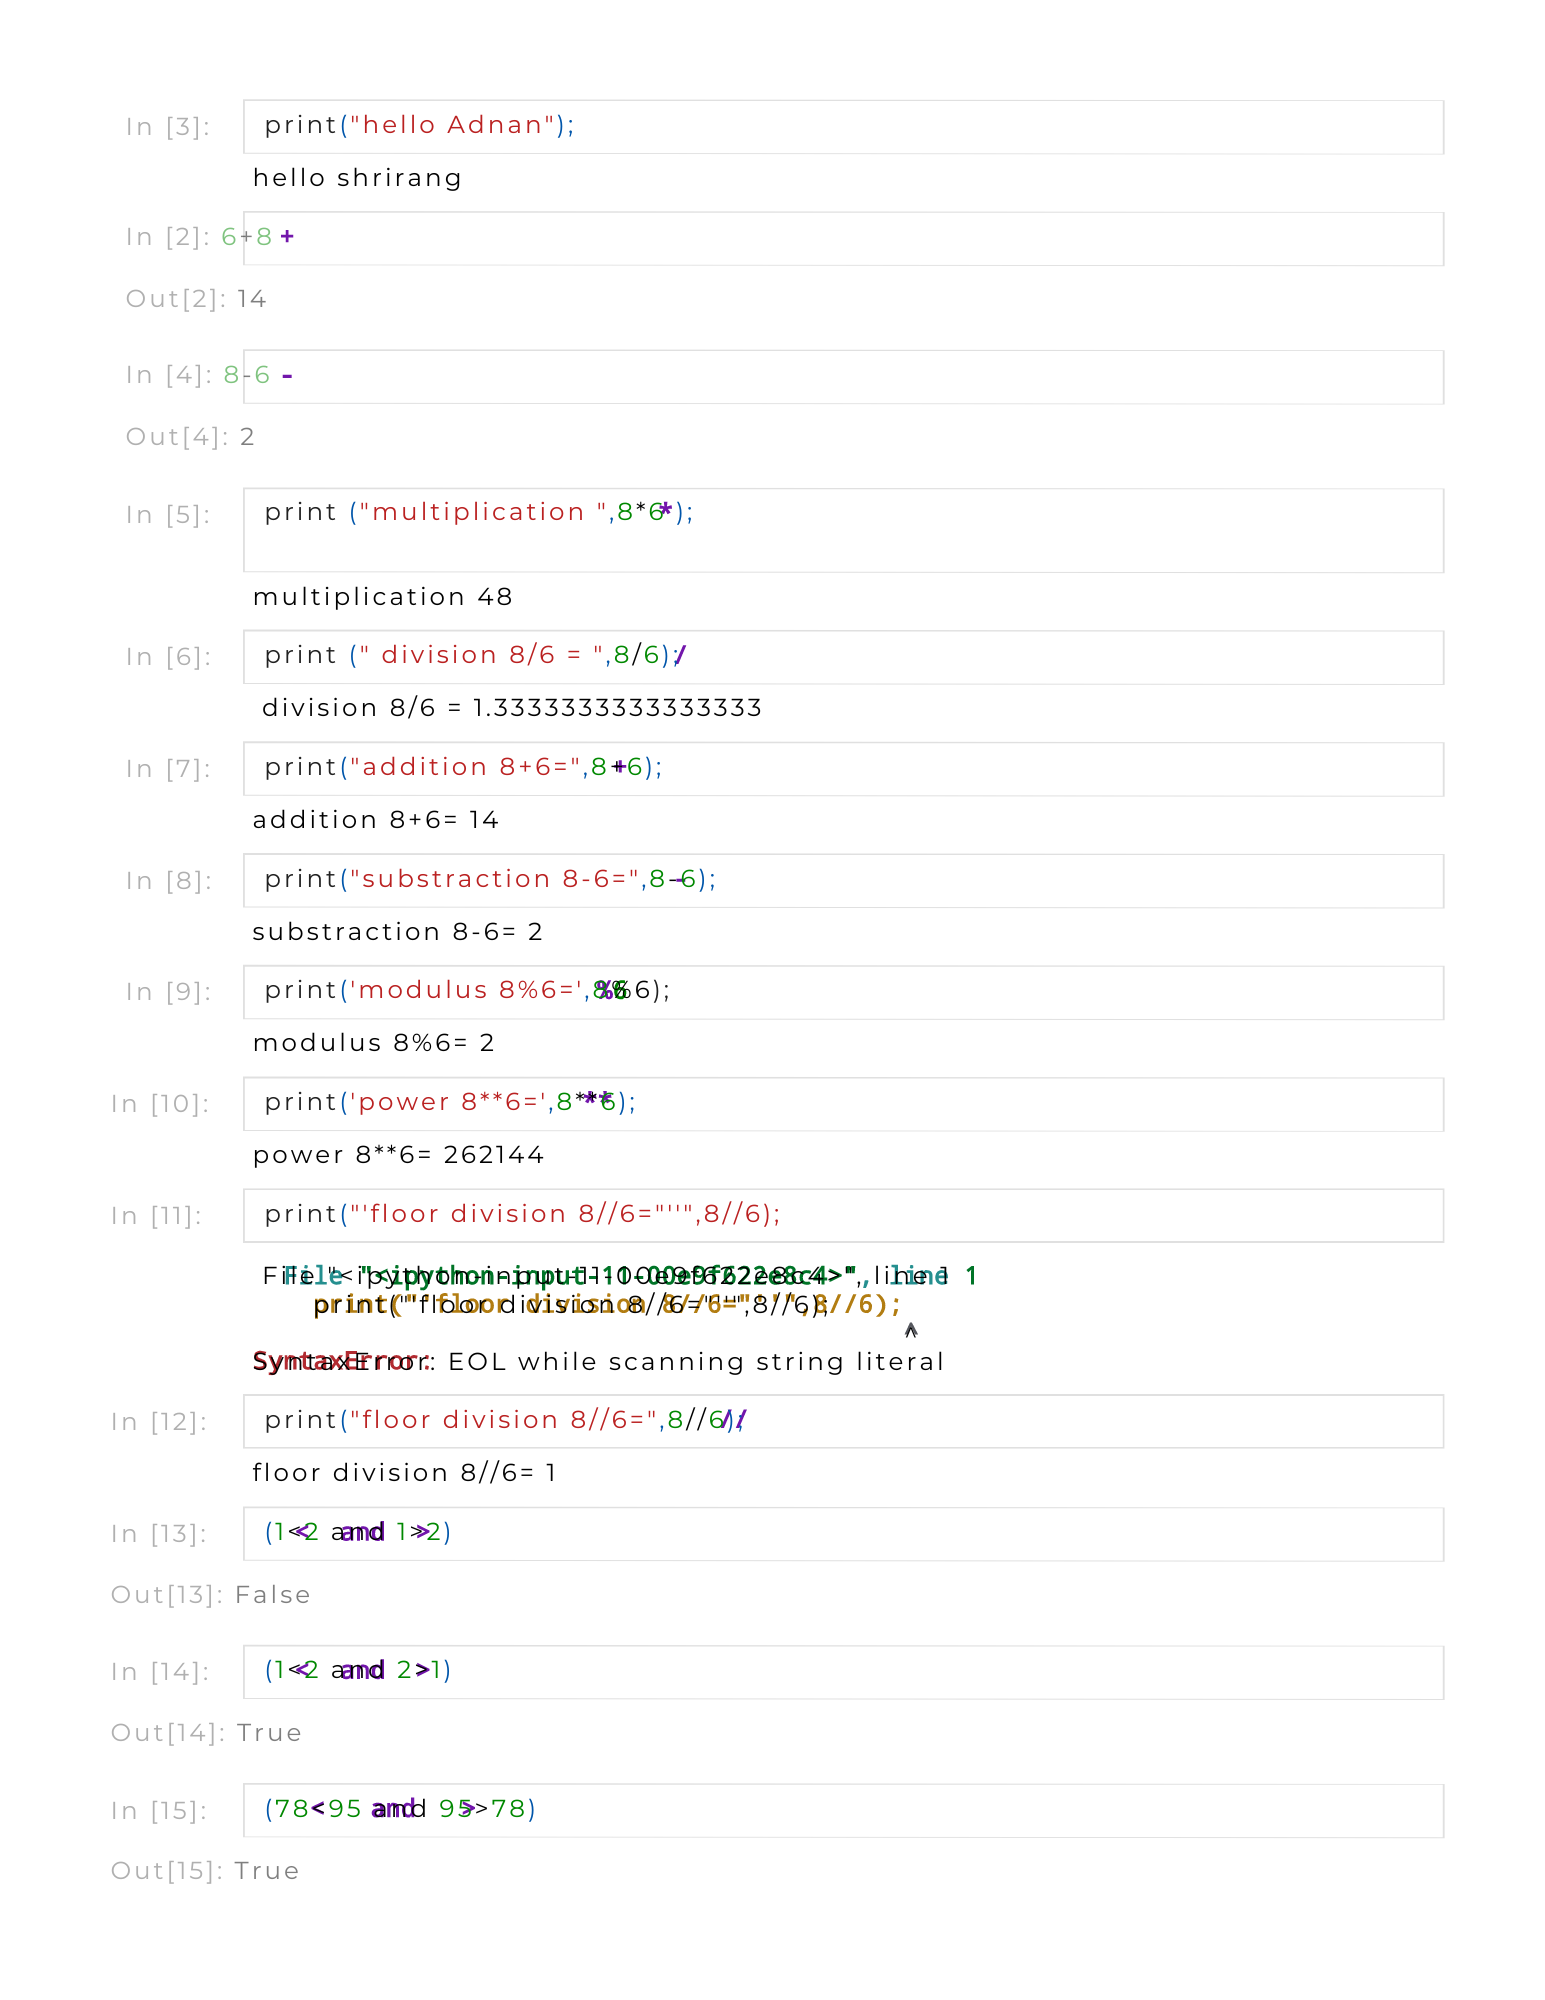 In [3]: print("hello Adnan");
hello shrirang
In [2]: 6+8 +
Out[2]: 14
In [4]: 8-6 -
Out[4]: 2
In [5]: print ("multiplication ",8*6*);
multiplication 48
In [6]: print (" division 8/6 = ",8/6);/
division 8/6 = 1.3333333333333333
In [7]: print("addition 8+6=",8+6);
addition 8+6= 14
In [8]: print("substraction 8-6=",8-6);
substraction 8-6= 2
In [9]: print('modulus 8%6=',8%6);
modulus 8%6= 2
In [10]: print('power 8**6=',8**6);
power 8**6= 262144
In [11]: print("'floor division 8//6="''",8//6);
File "<ipython-input-11-00e9f622e8c4>", line 1
print("'floor division 8//6="''",8//6);
^
SyntaxError: EOL while scanning string literal
In [12]: print("floor division 8//6=",8//6);
floor division 8//6= 1
In [13]: (1<2 and 1>2)
Out[13]: False
In [14]: (1<2 and 2>1)
Out[14]: True
In [15]: (78<95 and 95>78)
Out[15]: True